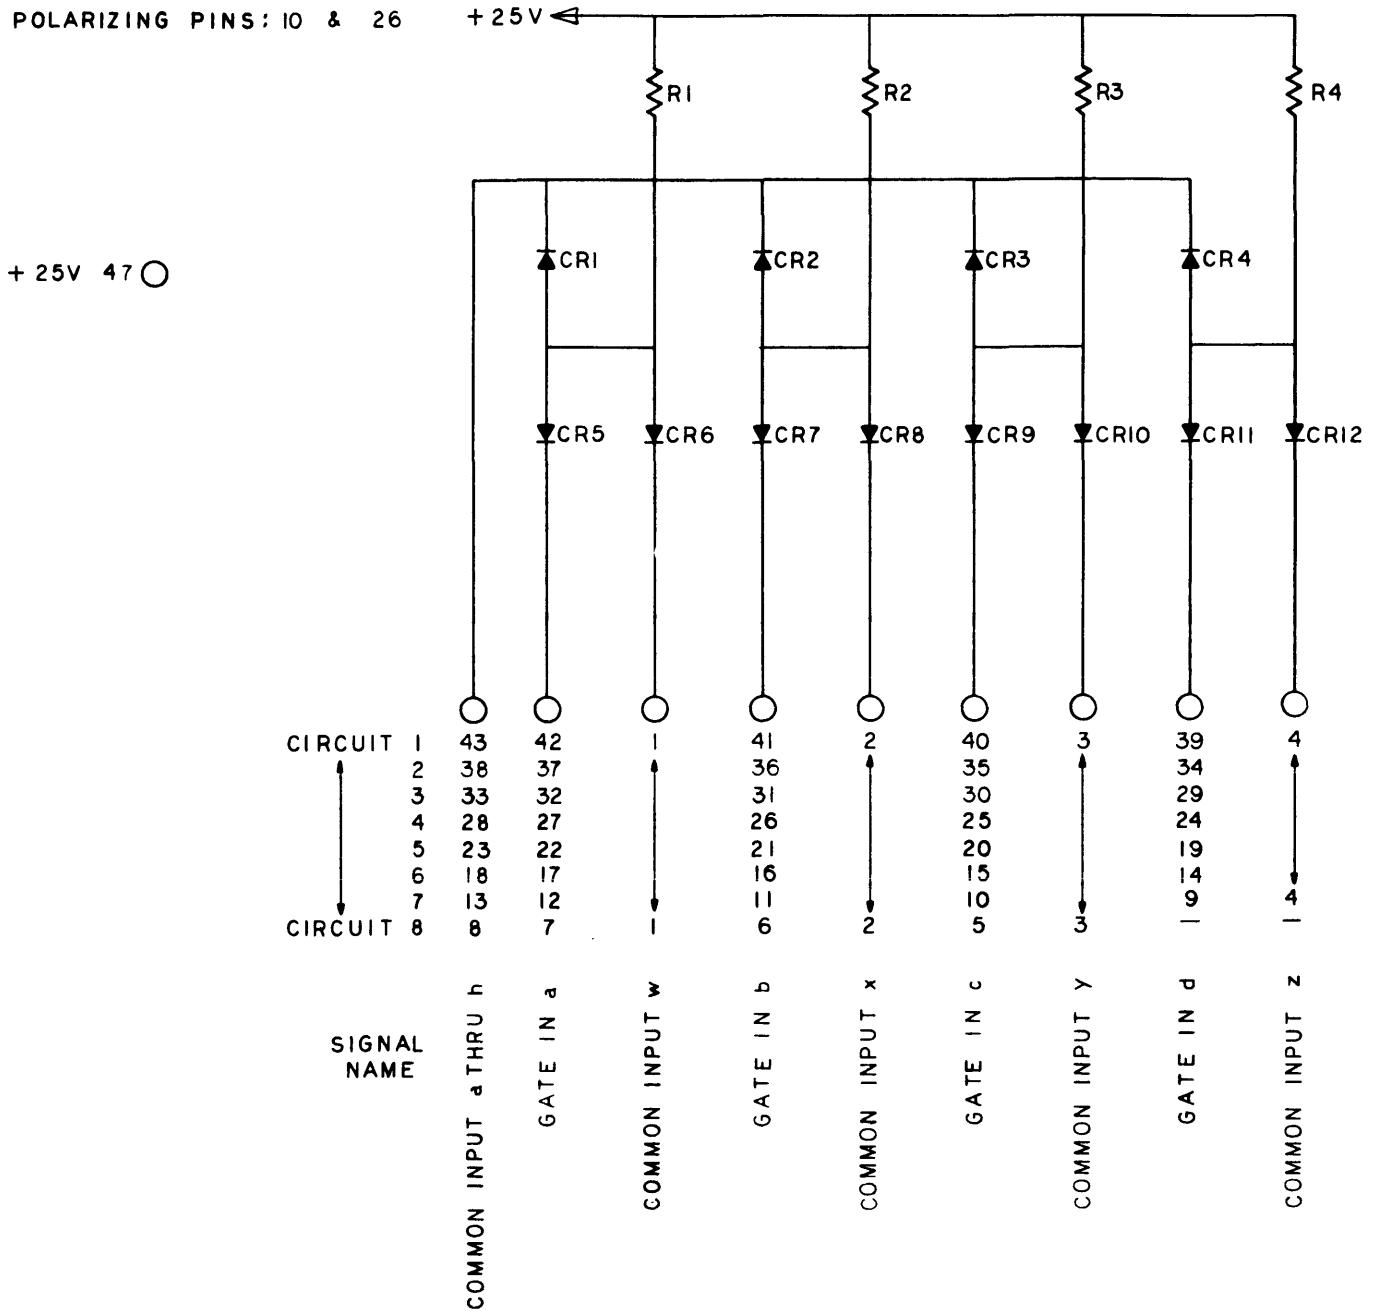 POLARIZING PINS: 10 & 26 +25V
R1 R2 R3 R4
+25V 47
CR1 CR2 CR3 CR4
CR5 CR6 CR7 CR8 CR9 CR10 CR11 CR12
CIRCUIT 1 43 42 1 41 2 40 3 39 4
2 38 37 36 35 34
3 33 32 31 30 29
4 28 27 26 25 24
5 23 22 21 20 19
6 18 17 16 15 14
7 13 12 11 10 9 4
CIRCUIT 8 8 7 1 6 2 5 3 — —
SIGNAL
NAME
COMMON INPUT a THRU h
GATE IN a
COMMON INPUT w
GATE IN b
COMMON INPUT x
GATE IN c
COMMON INPUT y
GATE IN d
COMMON INPUT z